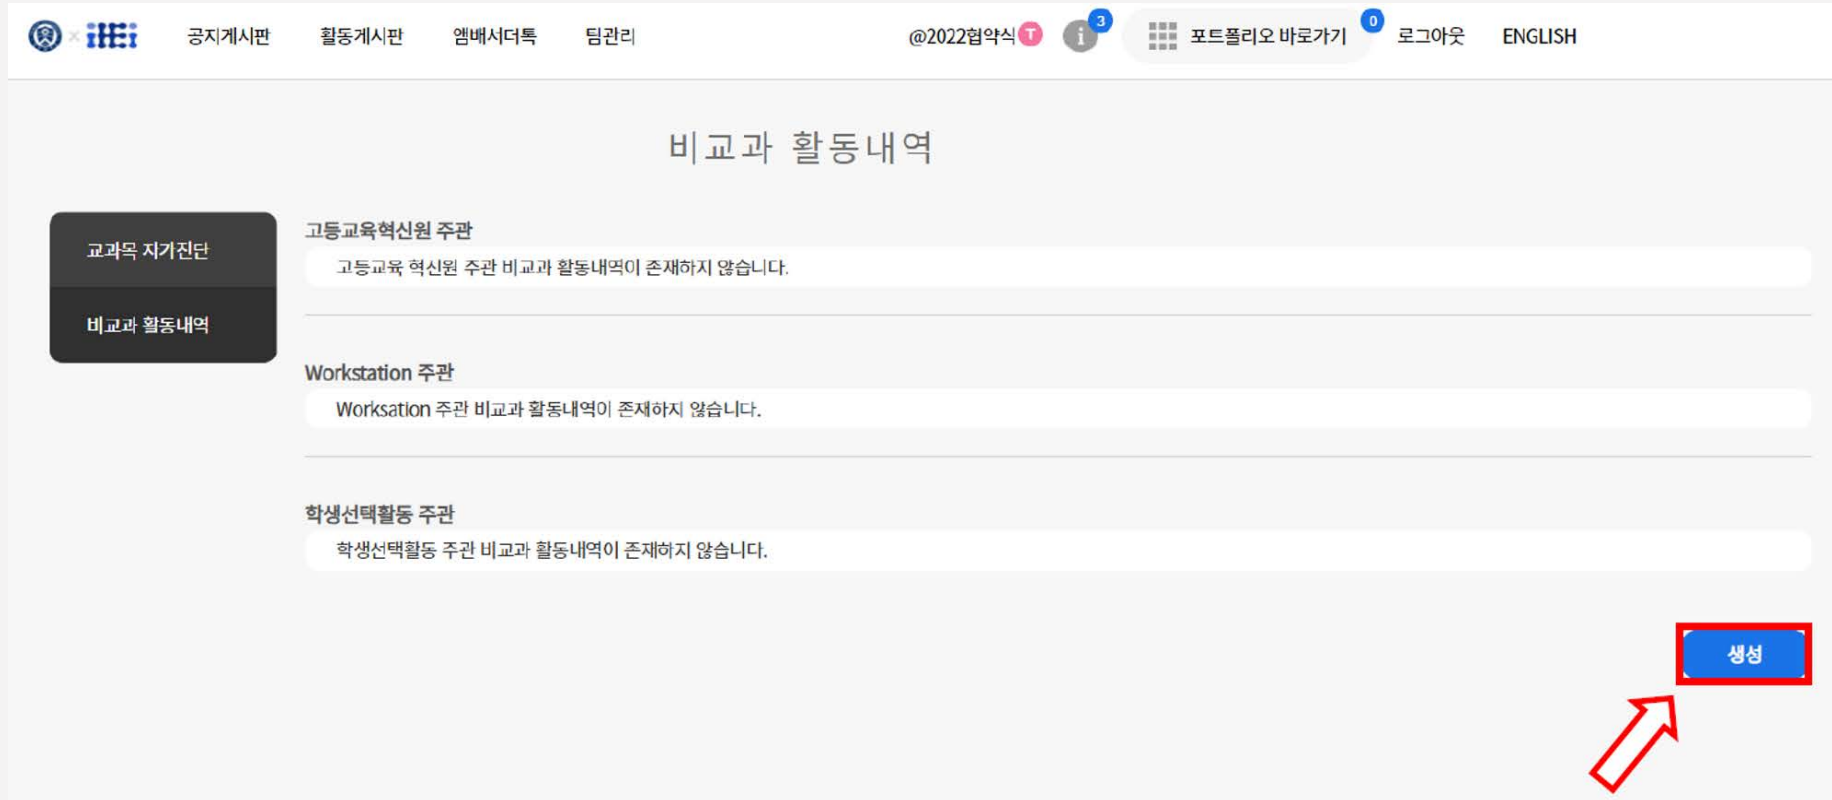 × iHEi 공지게시판 활동게시판 앰배서더톡 팀관리 @2022협약식 T i 3 포트폴리오 바로가기 0 로그아웃 ENGLISH
비교과 활동내역
교과목 자가진단
비교과 활동내역
고등교육혁신원 주관
고등교육 혁신원 주관 비교과 활동내역이 존재하지 않습니다.
Workstation 주관
Worksation 주관 비교과 활동내역이 존재하지 않습니다.
학생선택활동 주관
학생선택활동 주관 비교과 활동내역이 존재하지 않습니다.
생성